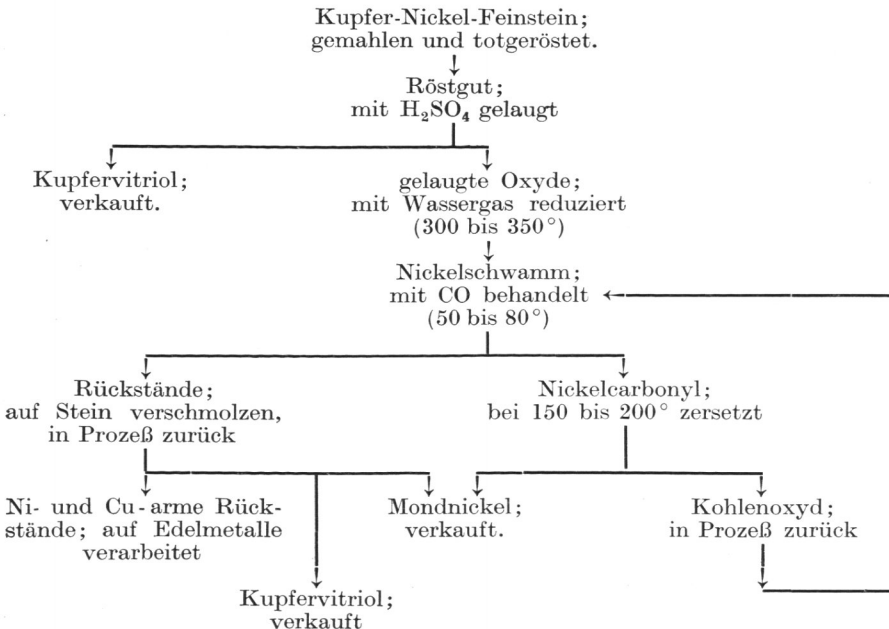 Kupfer-Nickel-Feinstein;
gemahlen und totgeröstet.
Röstgut;
mit H₂SO₄ gelaugt
Kupfervitriol;
verkauft.
gelaugte Oxyde;
mit Wassergas reduziert
(300 bis 350°)
Nickelschwamm;
mit CO behandelt
(50 bis 80°)
Rückstände;
auf Stein verschmolzen,
in Prozeß zurück
Nickelcarbonyl;
bei 150 bis 200° zersetzt
Ni- und Cu-arme Rück-
stände; auf Edelmetalle
verarbeitet
Kupfervitriol;
verkauft
Mondnickel;
verkauft.
Kohlenoxyd;
in Prozeß zurück